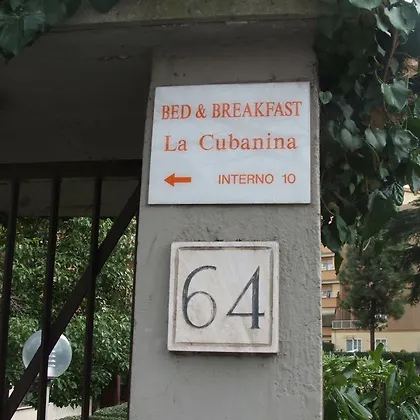 BED & BREAKFAST
La Cubanina
INTERNO 10
64